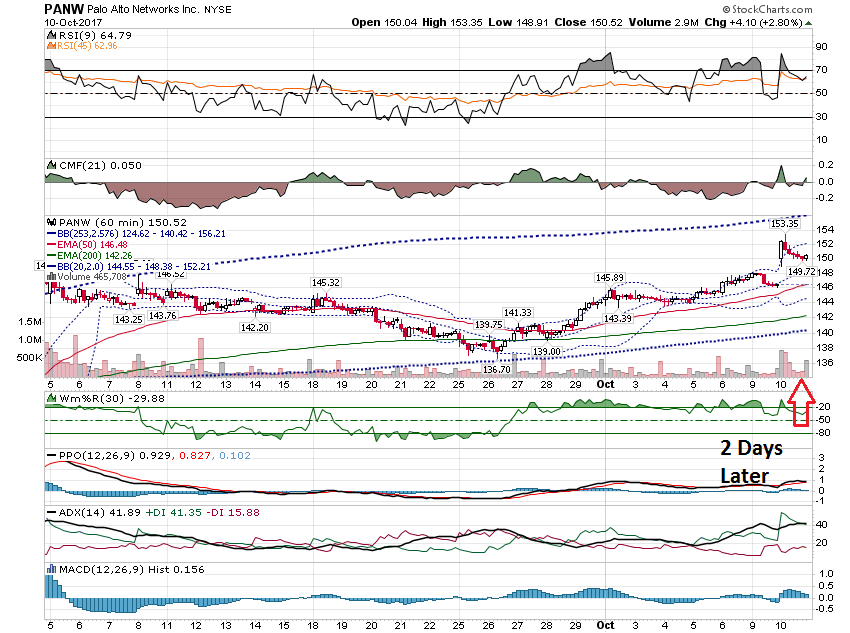 PANW Palo Alto Networks Inc. NYSE
© StockCharts.com
10-Oct-2017
Open 150.04 High 153.35 Low 148.91 Close 150.52 Volume 2.9M Chg +4.10 (+2.80%)
RSI(9) 64.79
RSI(45) 62.96
90
70
50
30
10
CMF(21) 0.050
0.2
0.0
-0.2
PANW (60 min) 150.52
BB(253,2.576) 124.62 - 140.42 - 156.21
EMA(50) 146.48
EMA(200) 142.26
BB(20,2.0) 144.55 - 148.38 - 152.21
Volume 465,708
153.35
149.72
146.52
145.32
145.89
143.25
143.76
142.20
141.33
139.75
139.00
136.70
143.39
154
152
150
148
146
144
142
140
138
136
1.5M
1.0M
500K
5 6 7 8 11 12 13 14 15 18 19 20 21 22 25 26 27 28 29 Oct 3 4 5 6 9 10
Wm%R(30) -29.88
-20
-50
-80
2 Days
Later
PPO(12,26,9) 0.929, 0.827, 0.102
3
2
1
0
-1
ADX(14) 41.89 +DI 41.35 -DI 15.88
40
20
MACD(12,26,9) Hist 0.156
1.0
0.5
0.0
-0.5
5 6 7 8 11 12 13 14 15 18 19 20 21 22 25 26 27 28 29 Oct 3 4 5 6 9 10